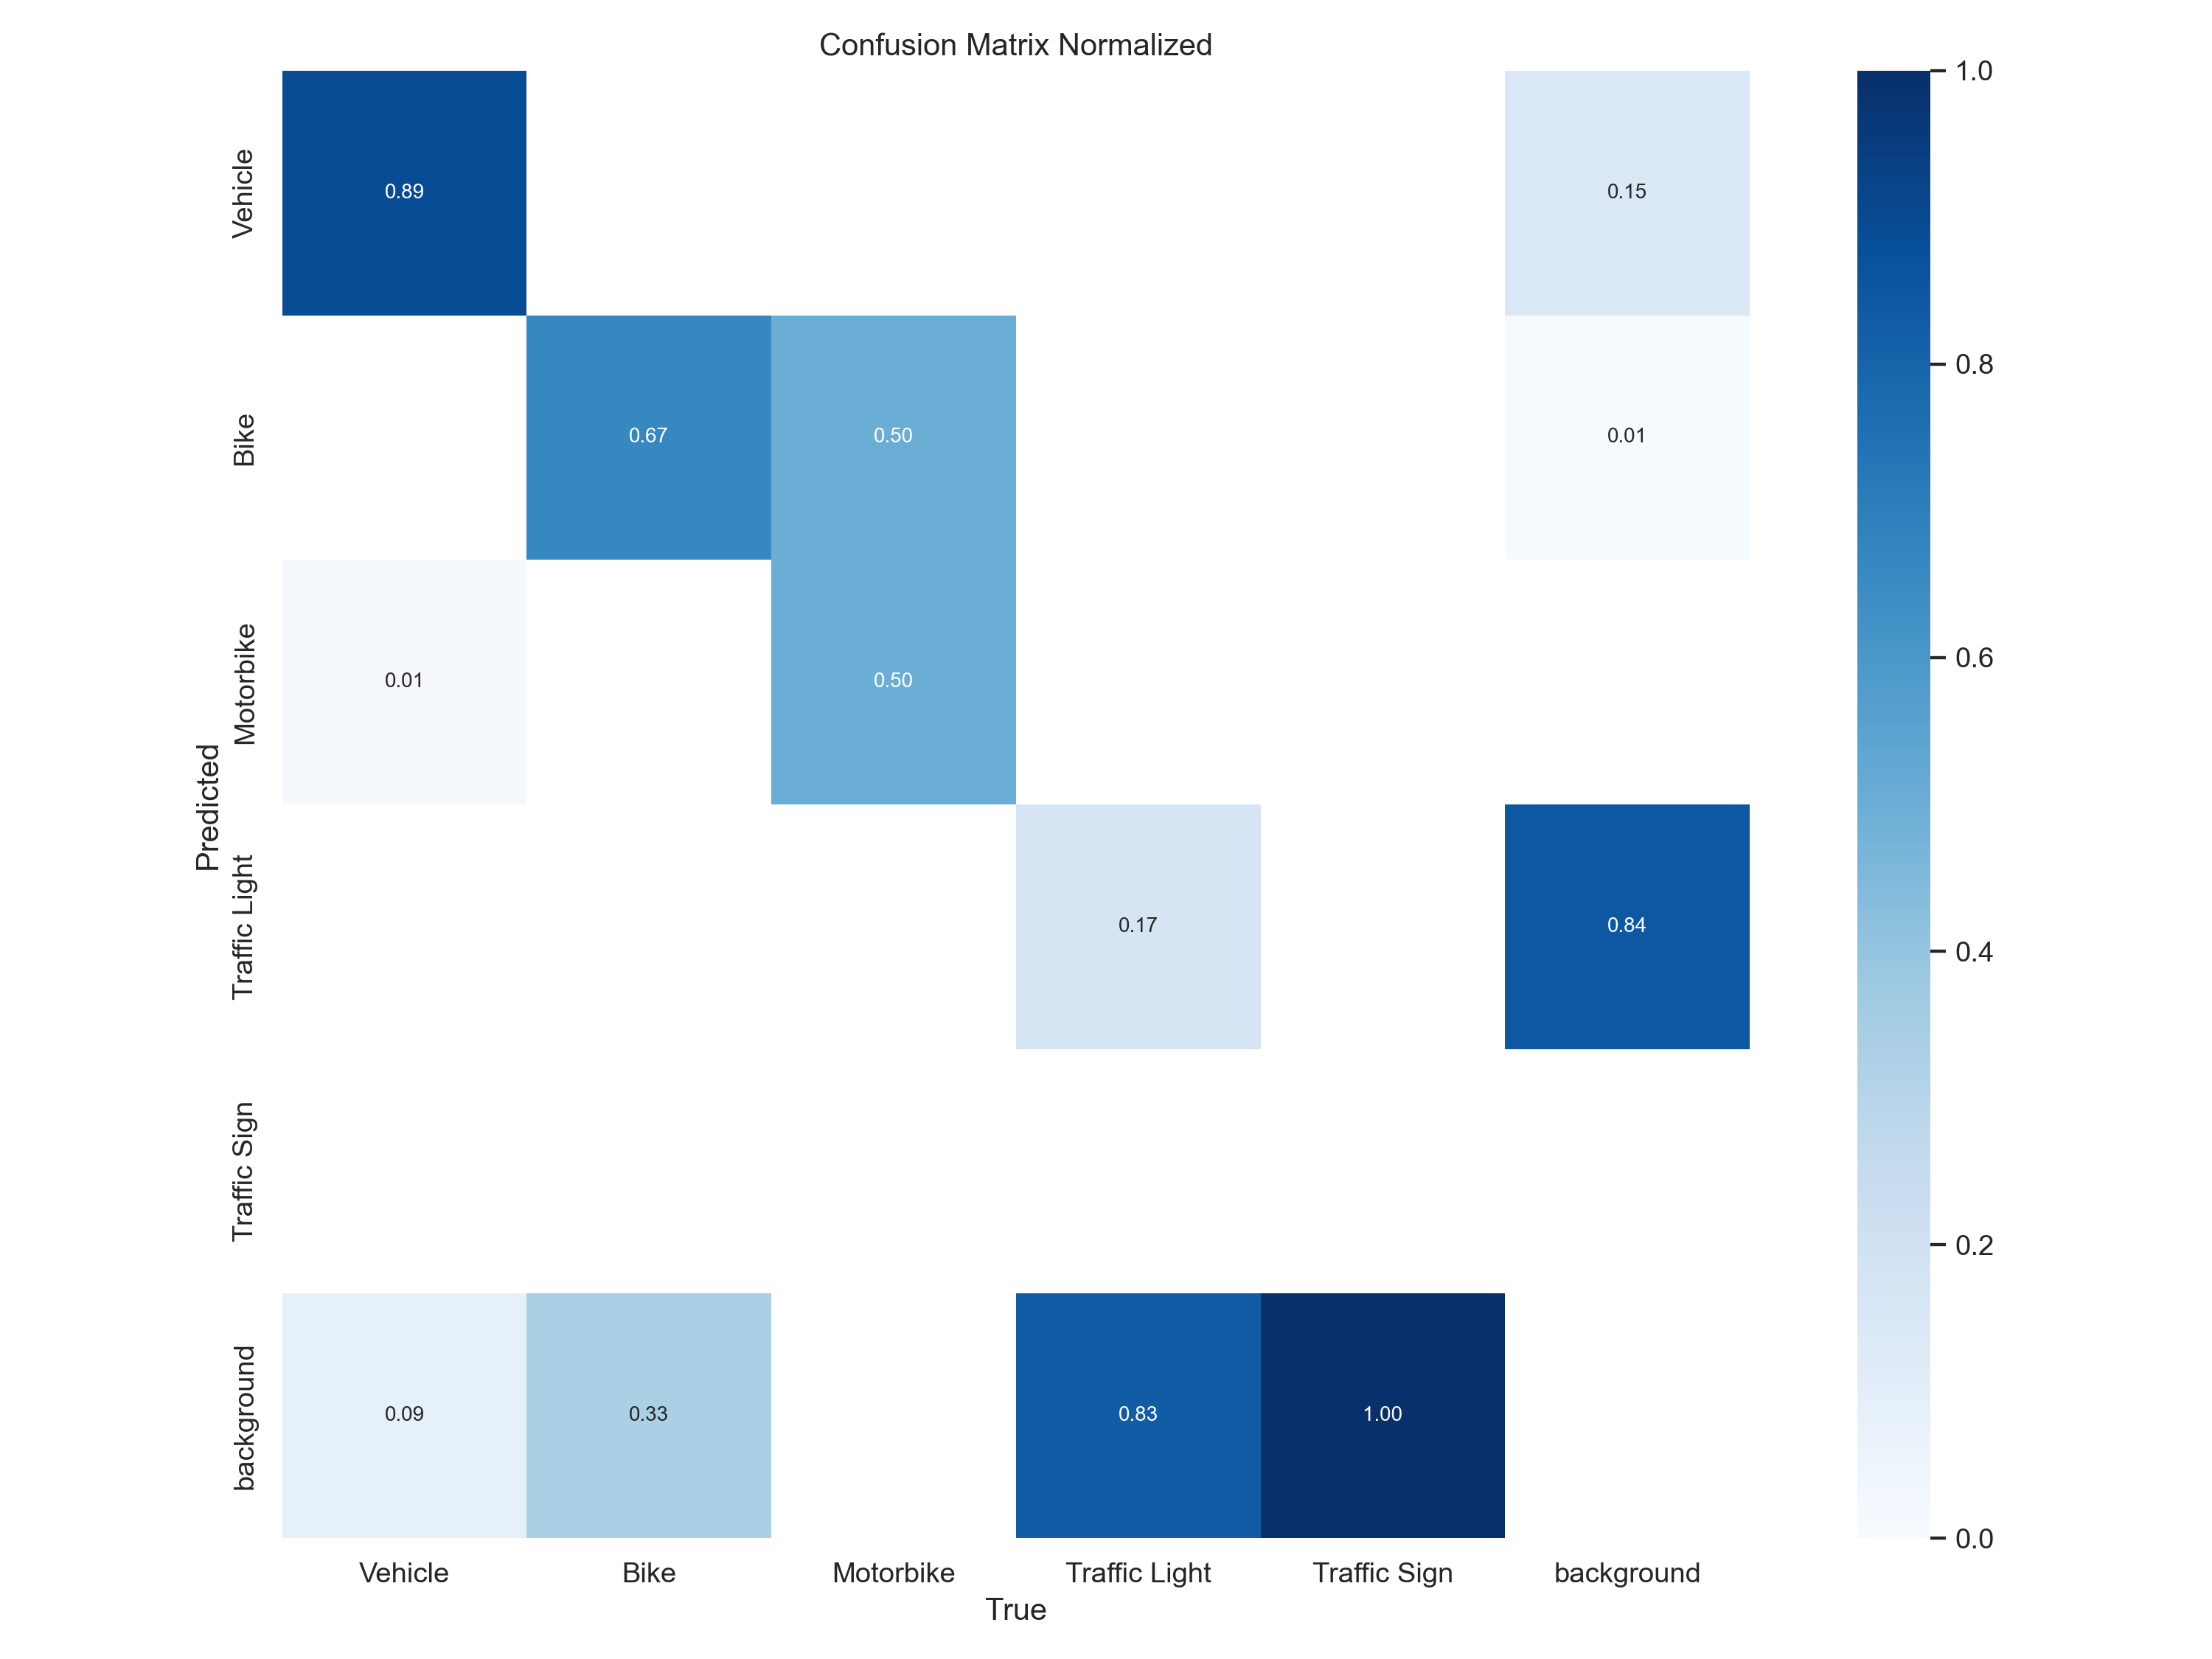 Confusion Matrix Normalized
Vehicle
0.89
0.15
1.0
Bike
0.67
0.50
0.01
0.8
Motorbike
0.01
0.50
0.6
Predicted
Traffic Light
0.17
0.84
0.4
Traffic Sign
0.2
background
0.09
0.33
0.83
1.00
0.0
Vehicle
Bike
Motorbike
Traffic Light
Traffic Sign
background
True